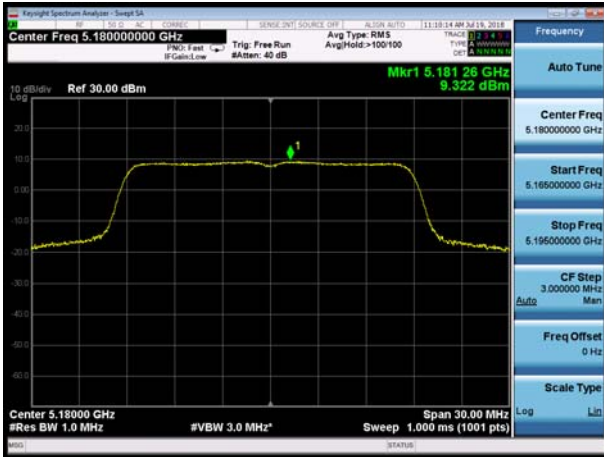 Keysight Spectrum Analyzer - Swept SA
RF 50 Ω AC CORREC SENSE:INT SOURCE OFF ALIGN AUTO 11:10:14 AM Jul 19, 2018
Center Freq 5.180000000 GHz
PNO: Fast
IFGain:Low
Trig: Free Run
#Atten: 40 dB
Avg Type: RMS
Avg|Hold:>100/100
TRACE 1 2 3 4 5 6
TYPE A WWWWW
DET A N N N N N
Frequency
Mkr1 5.181 26 GHz
9.322 dBm
10 dB/div Ref 30.00 dBm
Log
20.0
10.0
0.00
-10.0
-20.0
-30.0
-40.0
-50.0
-60.0
1
Center 5.18000 GHz
Span 30.00 MHz
#Res BW 1.0 MHz
#VBW 3.0 MHz*
Sweep 1.000 ms (1001 pts)
MSG
STATUS
Auto Tune
Center Freq
5.180000000 GHz
Start Freq
5.165000000 GHz
Stop Freq
5.195000000 GHz
CF Step
3.000000 MHz
Auto Man
Freq Offset
0 Hz
Scale Type
Log Lin